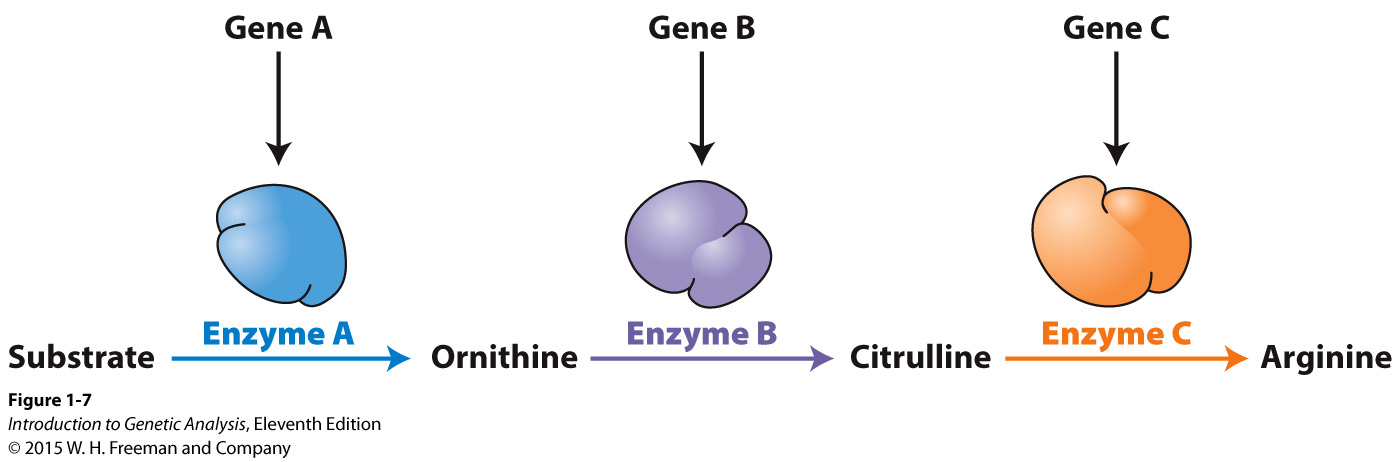 Gene A Gene B Gene C
Enzyme A Enzyme B Enzyme C
Substrate Ornithine Citrulline Arginine
Figure 1-7
Introduction to Genetic Analysis, Eleventh Edition
© 2015 W. H. Freeman and Company